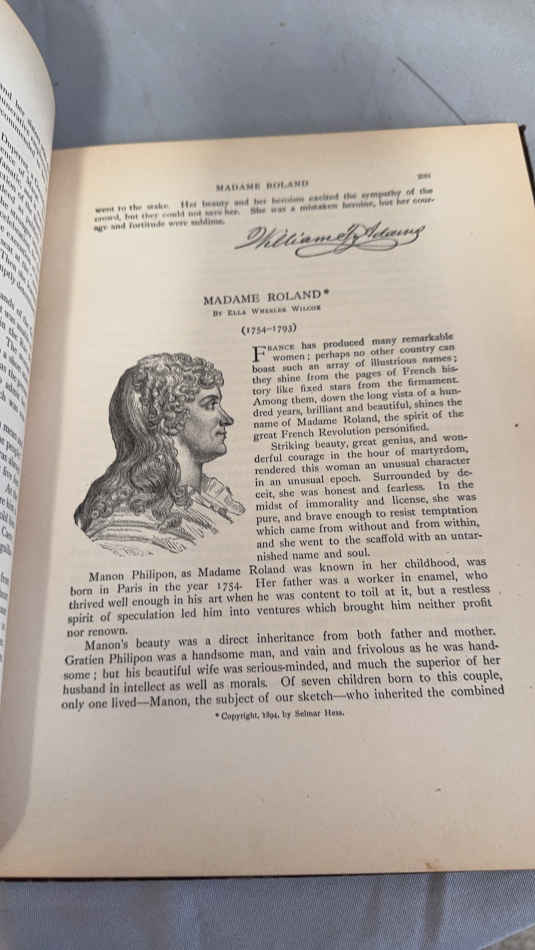 MADAME ROLAND
went to the stake. Her beauty and her heroism excited the sympathy of the
crowd, but they could not save her. She was a mistaken heroine, but her cour-
age and fortitude were sublime.
MADAME ROLAND*
BY ELLA WHEELER WILCOX
(1754-1793)
FRANCE has produced many remarkable
women; perhaps no other country can
boast such an array of illustrious names;
they shine from the pages of French his-
tory like fixed stars from the firmament.
Among them, down the long vista of a hun-
dred years, brilliant and beautiful, shines the
name of Madame Roland, the spirit of the
great French Revolution personified.
Striking beauty, great genius, and won-
derful courage in the hour of martyrdom,
rendered this woman an unusual character
in an unusual epoch. Surrounded by de-
ceit, she was honest and fearless. In the
midst of immorality and license, she was
pure, and brave enough to resist temptation
which came from without and from within,
and she went to the scaffold with an untar-
nished name and soul.
Manon Philipon, as Madame Roland was known in her childhood, was
born in Paris in the year 1754. Her father was a worker in enamel, who
thrived well enough in his art when he was content to toil at it, but a restless
spirit of speculation led him into ventures which brought him neither profit
nor renown.
Manon's beauty was a direct inheritance from both father and mother.
Gratien Philipon was a handsome man, and vain and frivolous as he was hand-
some; but his beautiful wife was serious-minded, and much the superior of her
husband in intellect as well as morals. Of seven children born to this couple,
only one lived—Manon, the subject of our sketch—who inherited the combined
* Copyright, 1894, by Selmar Hess.